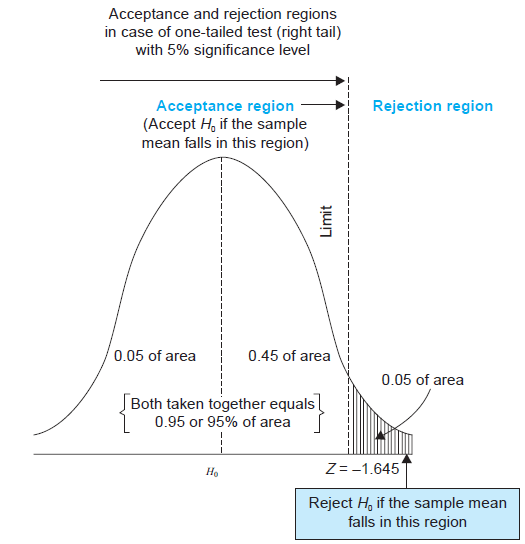 Acceptance and rejection regions
in case of one-tailed test (right tail)
with 5% significance level
Acceptance region
Rejection region
(Accept H₀ if the sample
mean falls in this region)
Limit
0.05 of area
0.45 of area
0.05 of area
Both taken together equals
0.95 or 95% of area
H₀
Z = –1.645
Reject H₀ if the sample mean
falls in this region